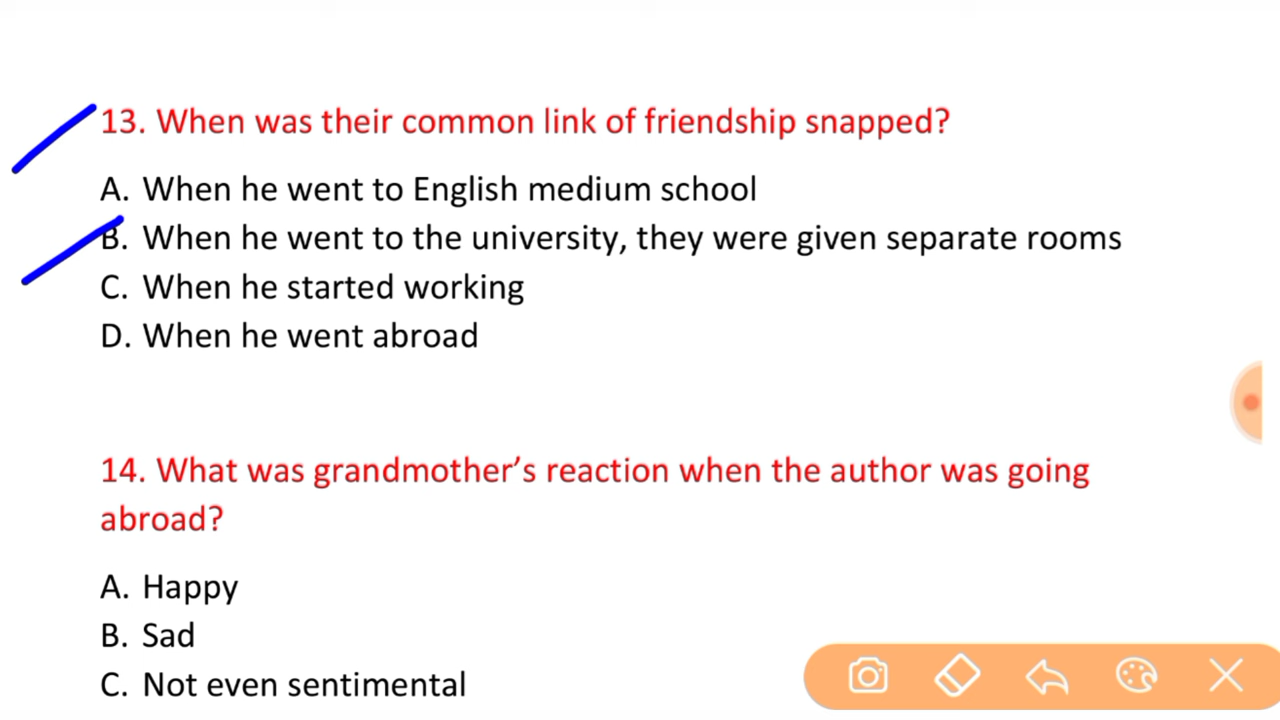 13. When was their common link of friendship snapped?
A. When he went to English medium school
B. When he went to the university, they were given separate rooms
C. When he started working
D. When he went abroad
14. What was grandmother’s reaction when the author was going
abroad?
A. Happy
B. Sad
C. Not even sentimental